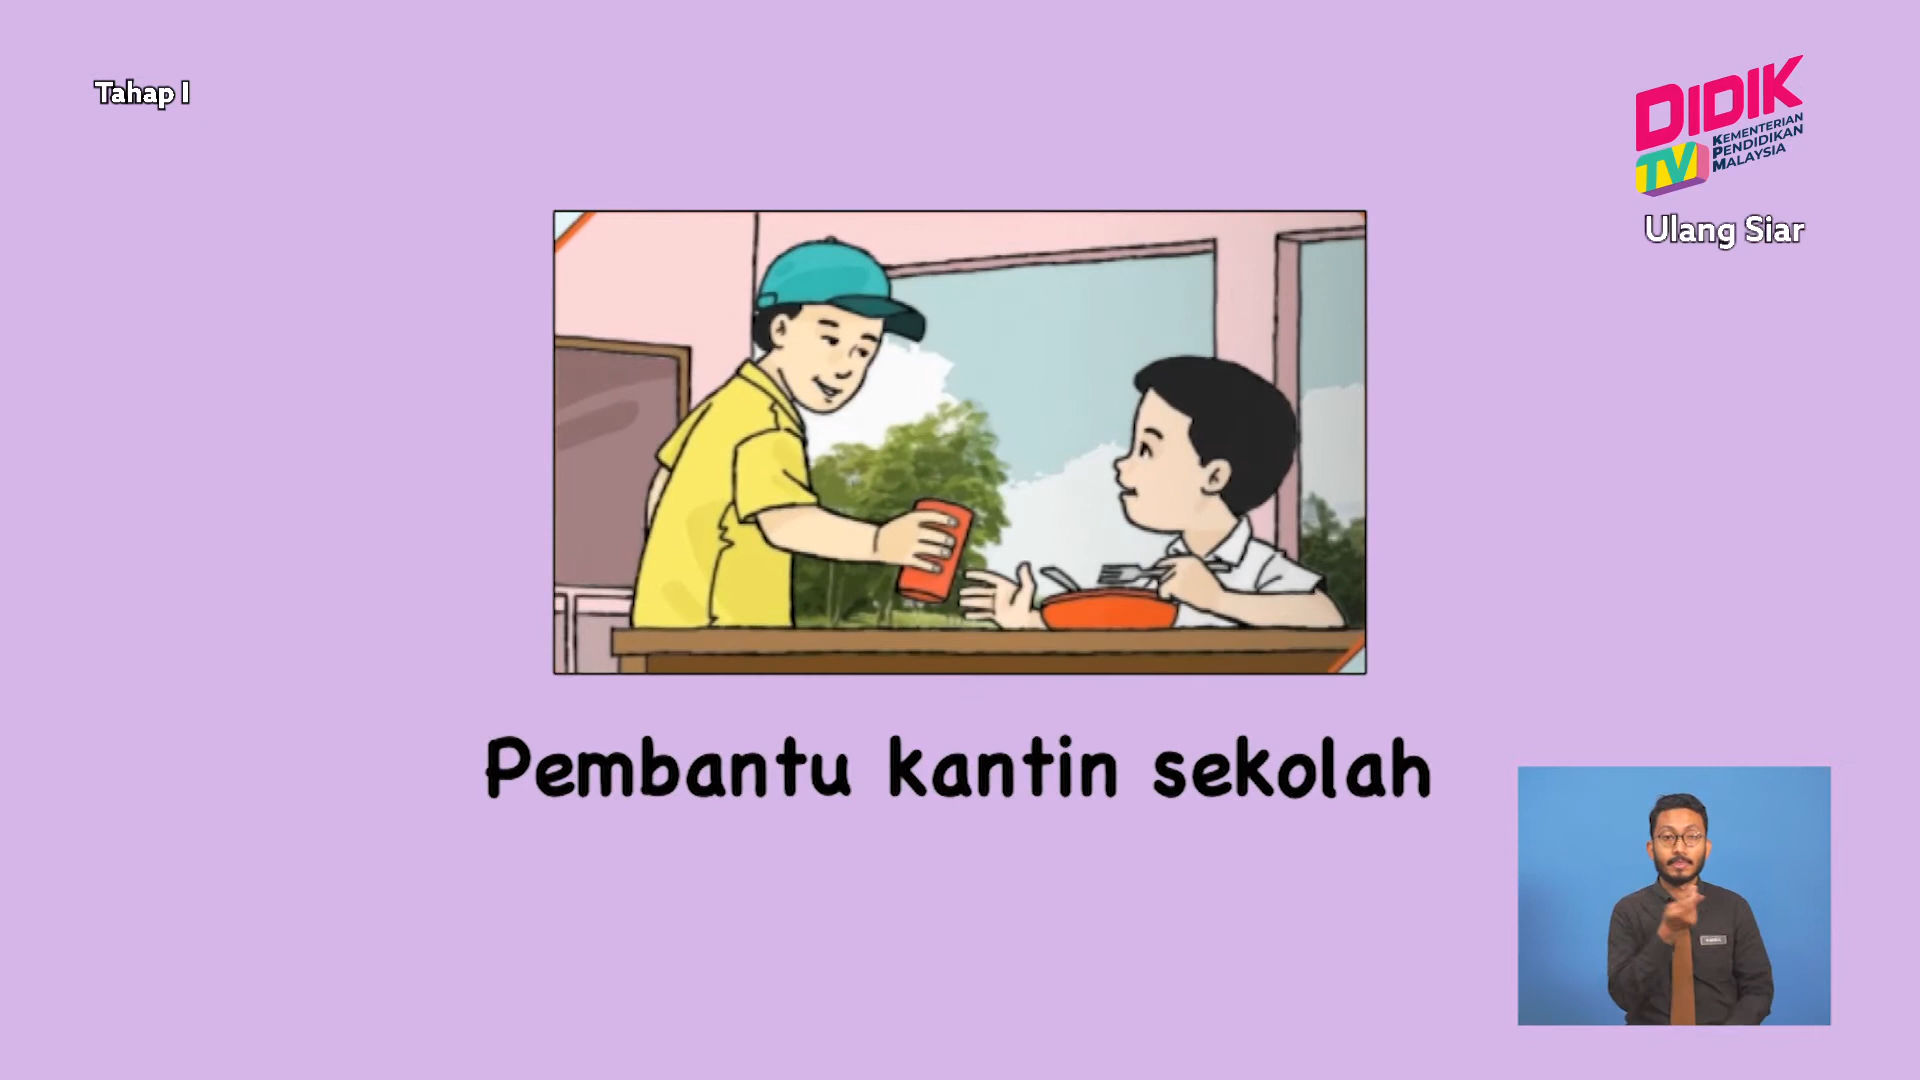 Tahap I
DIDIK
TV
KEMENTERIAN
PENDIDIKAN
MALAYSIA
Ulang Siar
Pembantu kantin sekolah